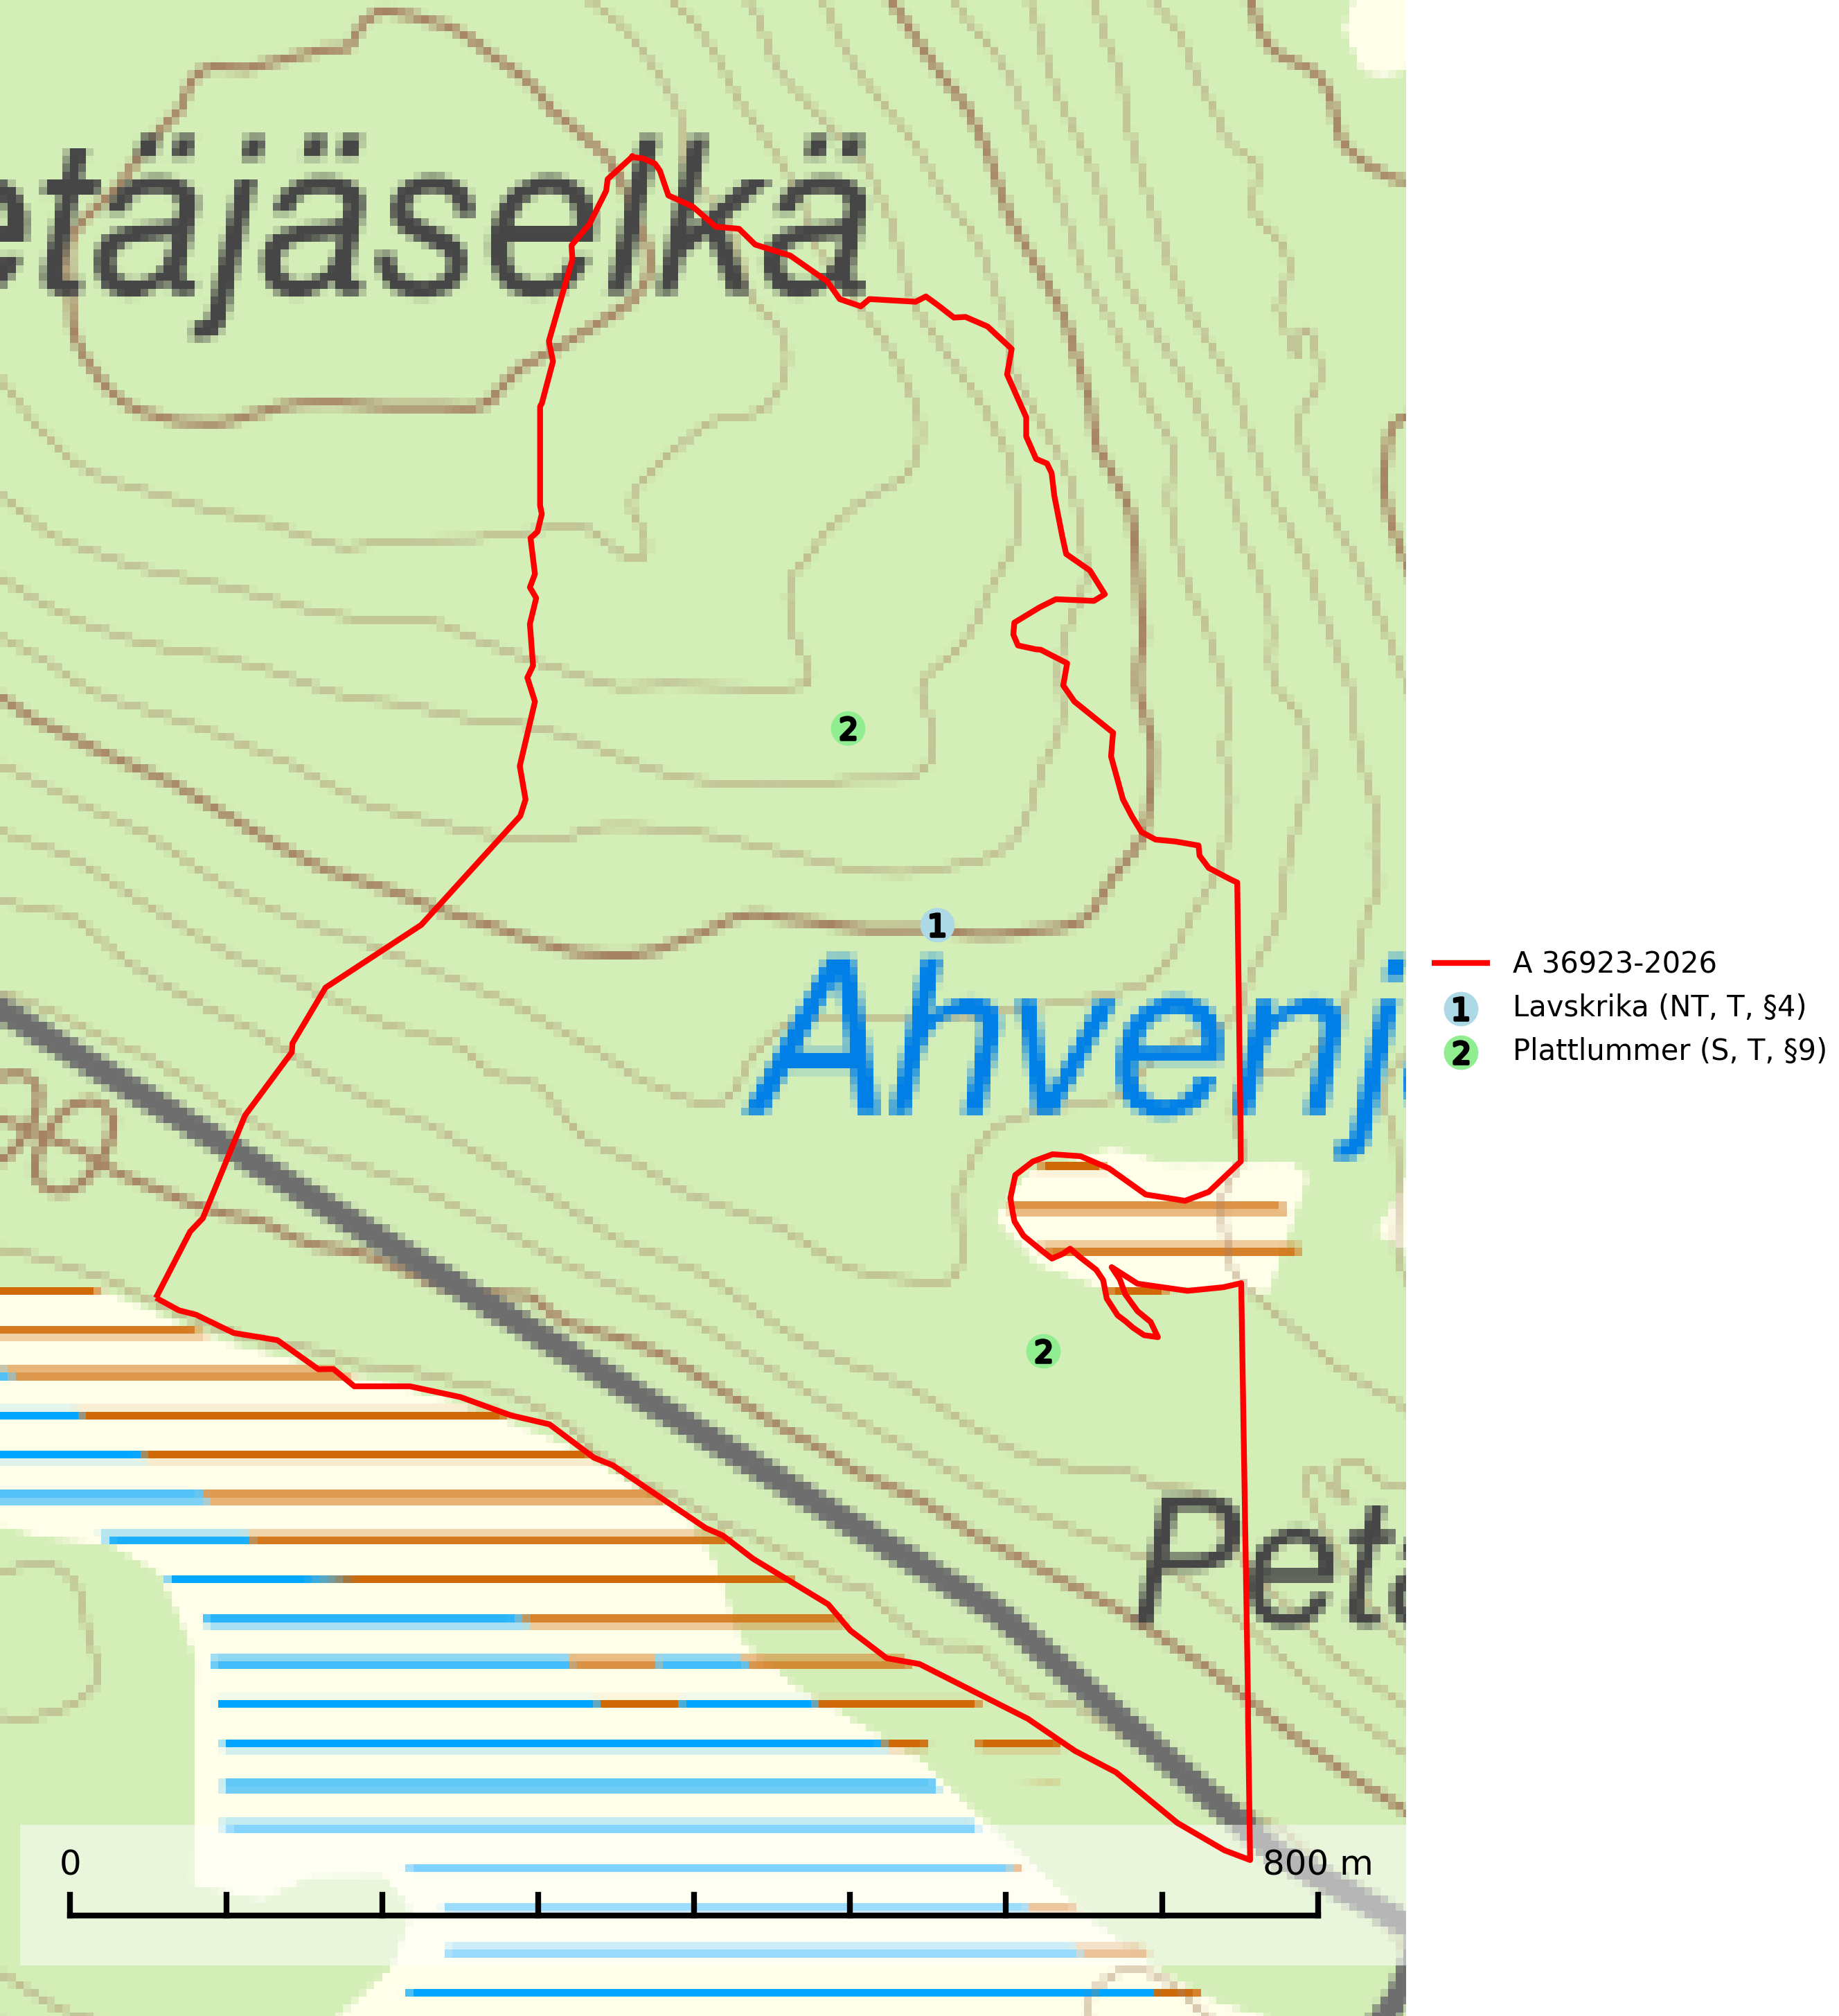 etäjäselkä
2
1
Ahvenj
2
Pet
0
800 m
A 36923-2026
1 Lavskrika (NT, T, §4)
2 Plattlummer (S, T, §9)